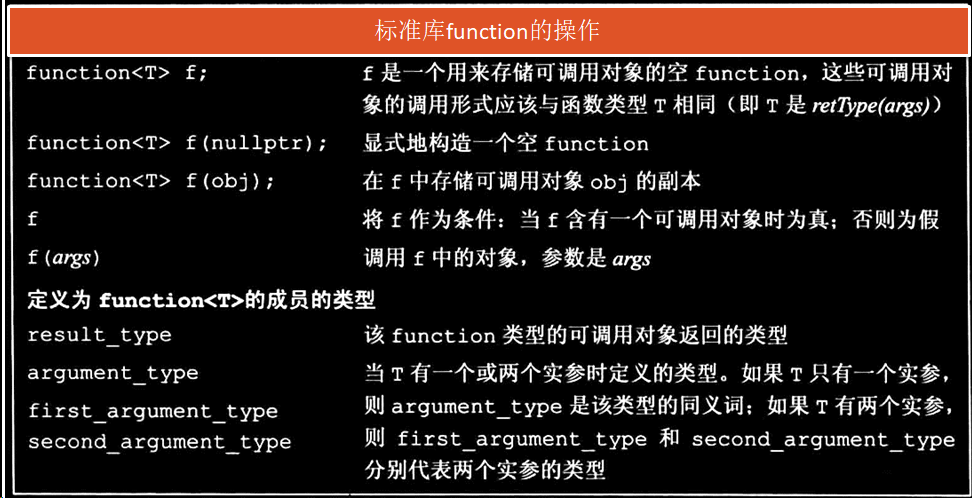 标准库function的操作
function<T> f; f 是一个用来存储可调用对象的空 function，这些可调用对
象的调用形式应该与函数类型 T 相同（即 T 是 retType(args)）
function<T> f(nullptr); 显式地构造一个空 function
function<T> f(obj); 在 f 中存储可调用对象 obj 的副本
f 将 f 作为条件：当 f 含有一个可调用对象时为真；否则为假
f(args) 调用 f 中的对象，参数是 args
定义为 function<T>的成员的类型
result_type 该 function 类型的可调用对象返回的类型
argument_type 当 T 有一个或两个实参时定义的类型。如果 T 只有一个实参，
first_argument_type 则 argument_type 是该类型的同义词；如果 T 有两个实参，
second_argument_type 则 first_argument_type 和 second_argument_type
分别代表两个实参的类型